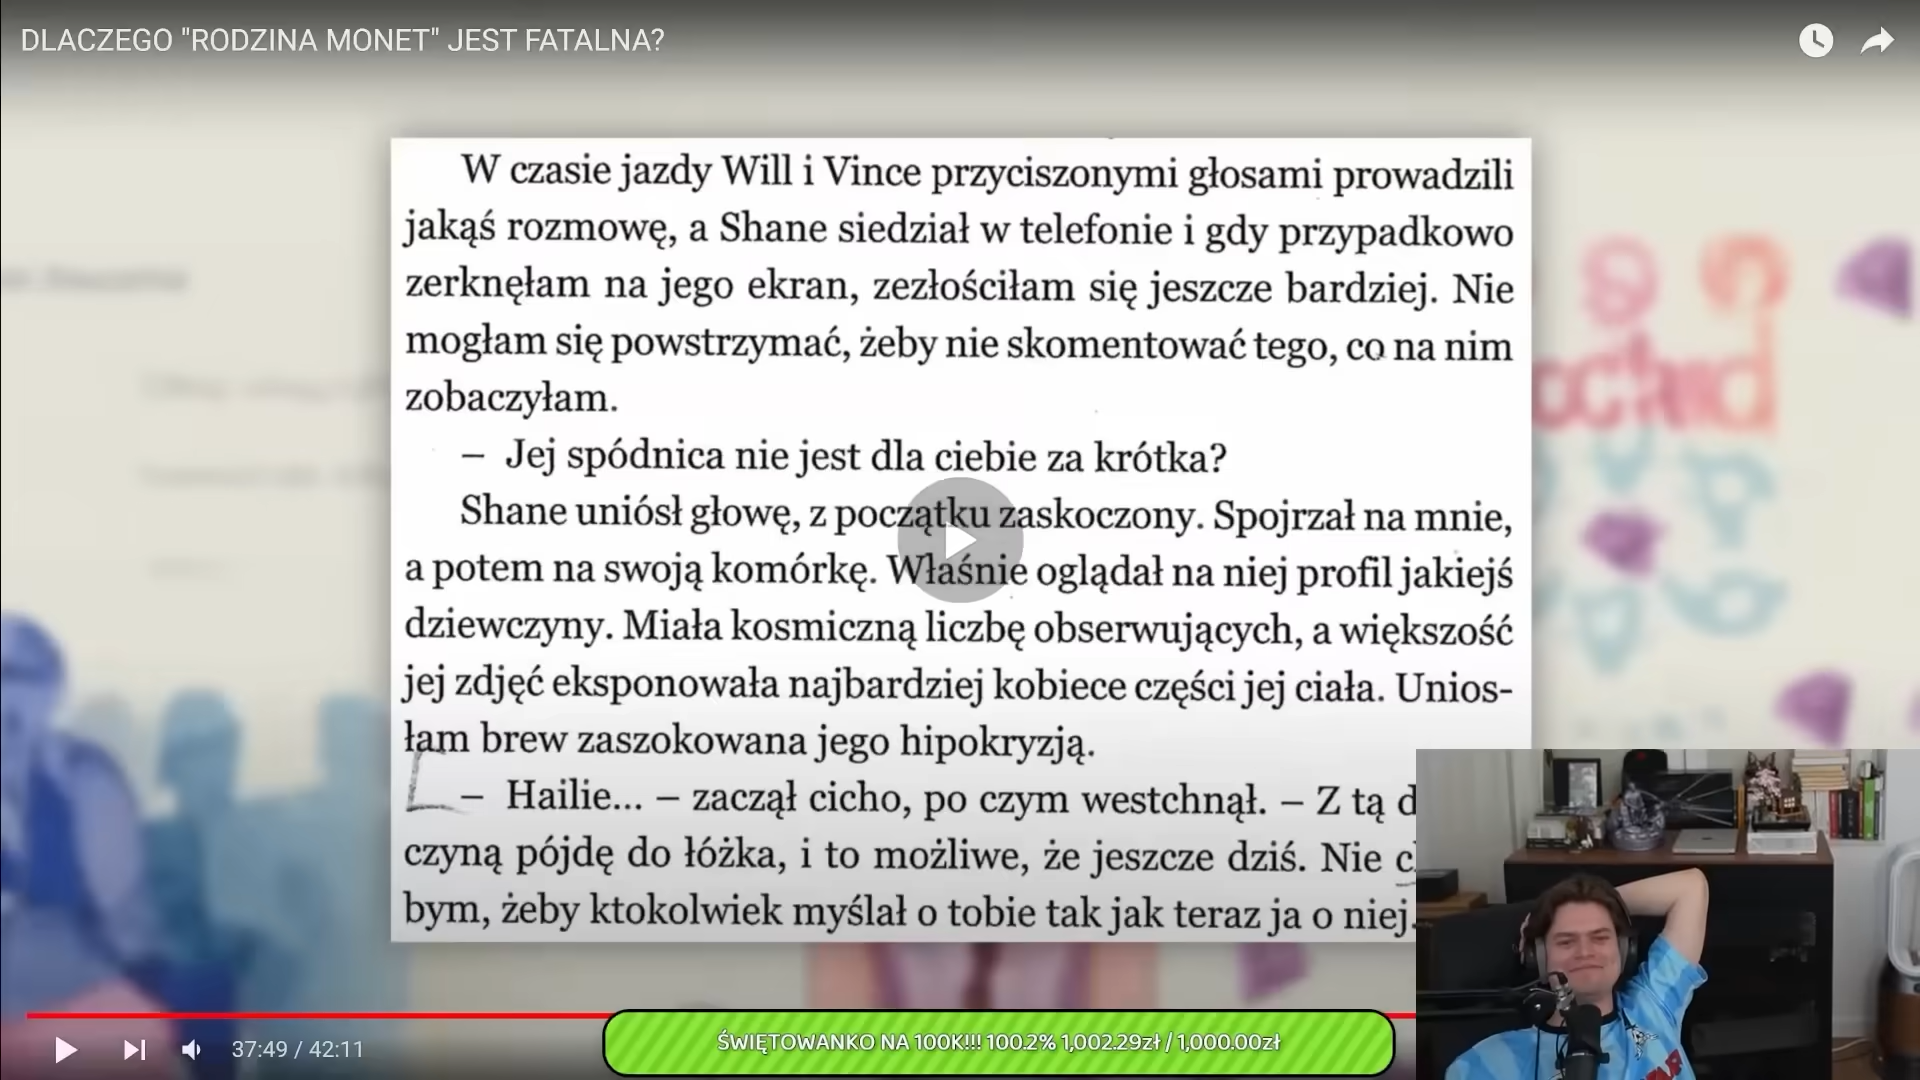 DLACZEGO "RODZINA MONET" JEST FATALNA?
W czasie jazdy Will i Vince przyciszonymi głosami prowadzili
jakąś rozmowę, a Shane siedział w telefonie i gdy przypadkowo
zerknęłam na jego ekran, zezłościłam się jeszcze bardziej. Nie
mogłam się powstrzymać, żeby nie skomentować tego, co na nim
zobaczyłam.
– Jej spódnica nie jest dla ciebie za krótka?
Shane uniósł głowę, z początku zaskoczony. Spojrzał na mnie,
a potem na swoją komórkę. Właśnie oglądał na niej profil jakiejś
dziewczyny. Miała kosmiczną liczbę obserwujących, a większość
jej zdjęć eksponowała najbardziej kobiece części jej ciała. Unios-
łam brew zaszokowana jego hipokryzją.
– Hailie... – zaczął cicho, po czym westchnął. – Z tą
czyną pójdę do łóżka, i to możliwe, że jeszcze dziś. Nie
bym, żeby ktokolwiek myślał o tobie tak jak teraz ja o niej.
37:49 / 42:11
ŚWIĘTOWANKO NA 100K!!! 100.2% 1,002.29zł / 1,000.00zł